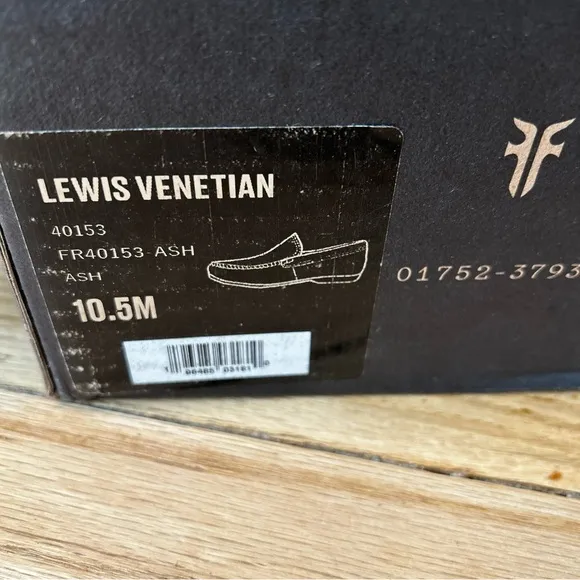 LEWIS VENETIAN
40153
FR40153-ASH
ASH
10.5M
01752-3793